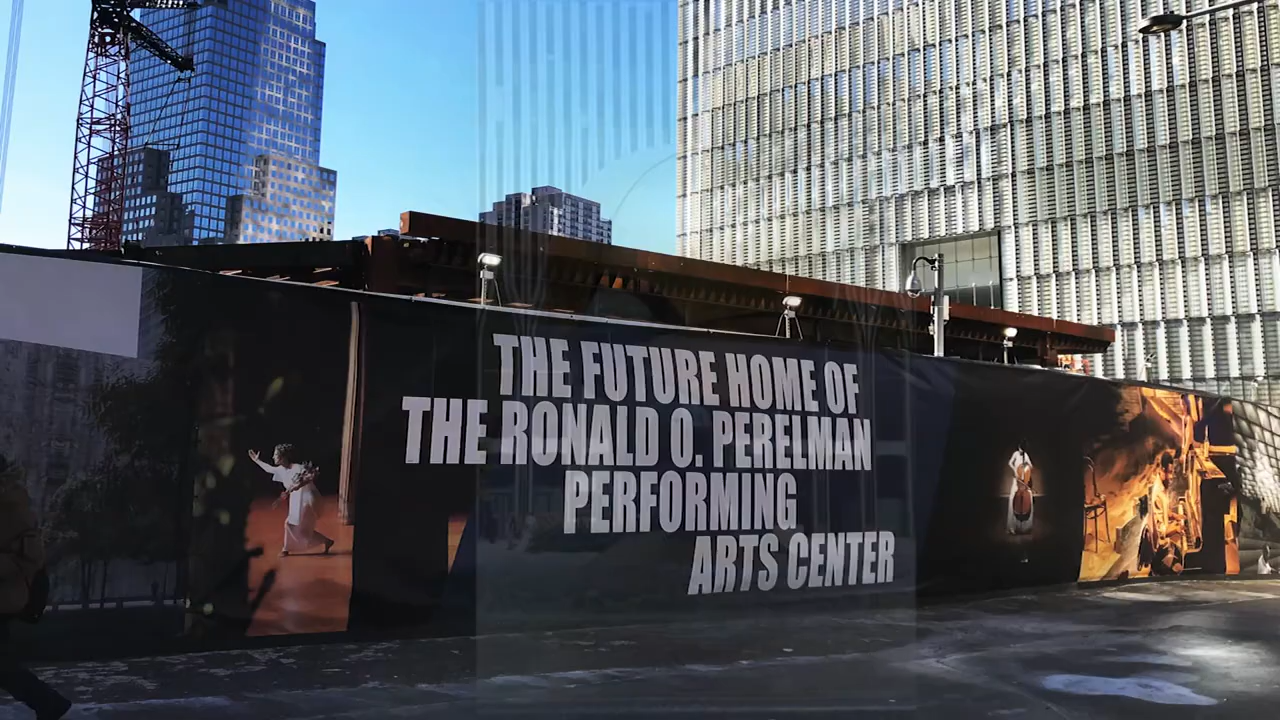 THE FUTURE HOME OF
THE RONALD O. PERELMAN
PERFORMING
ARTS CENTER